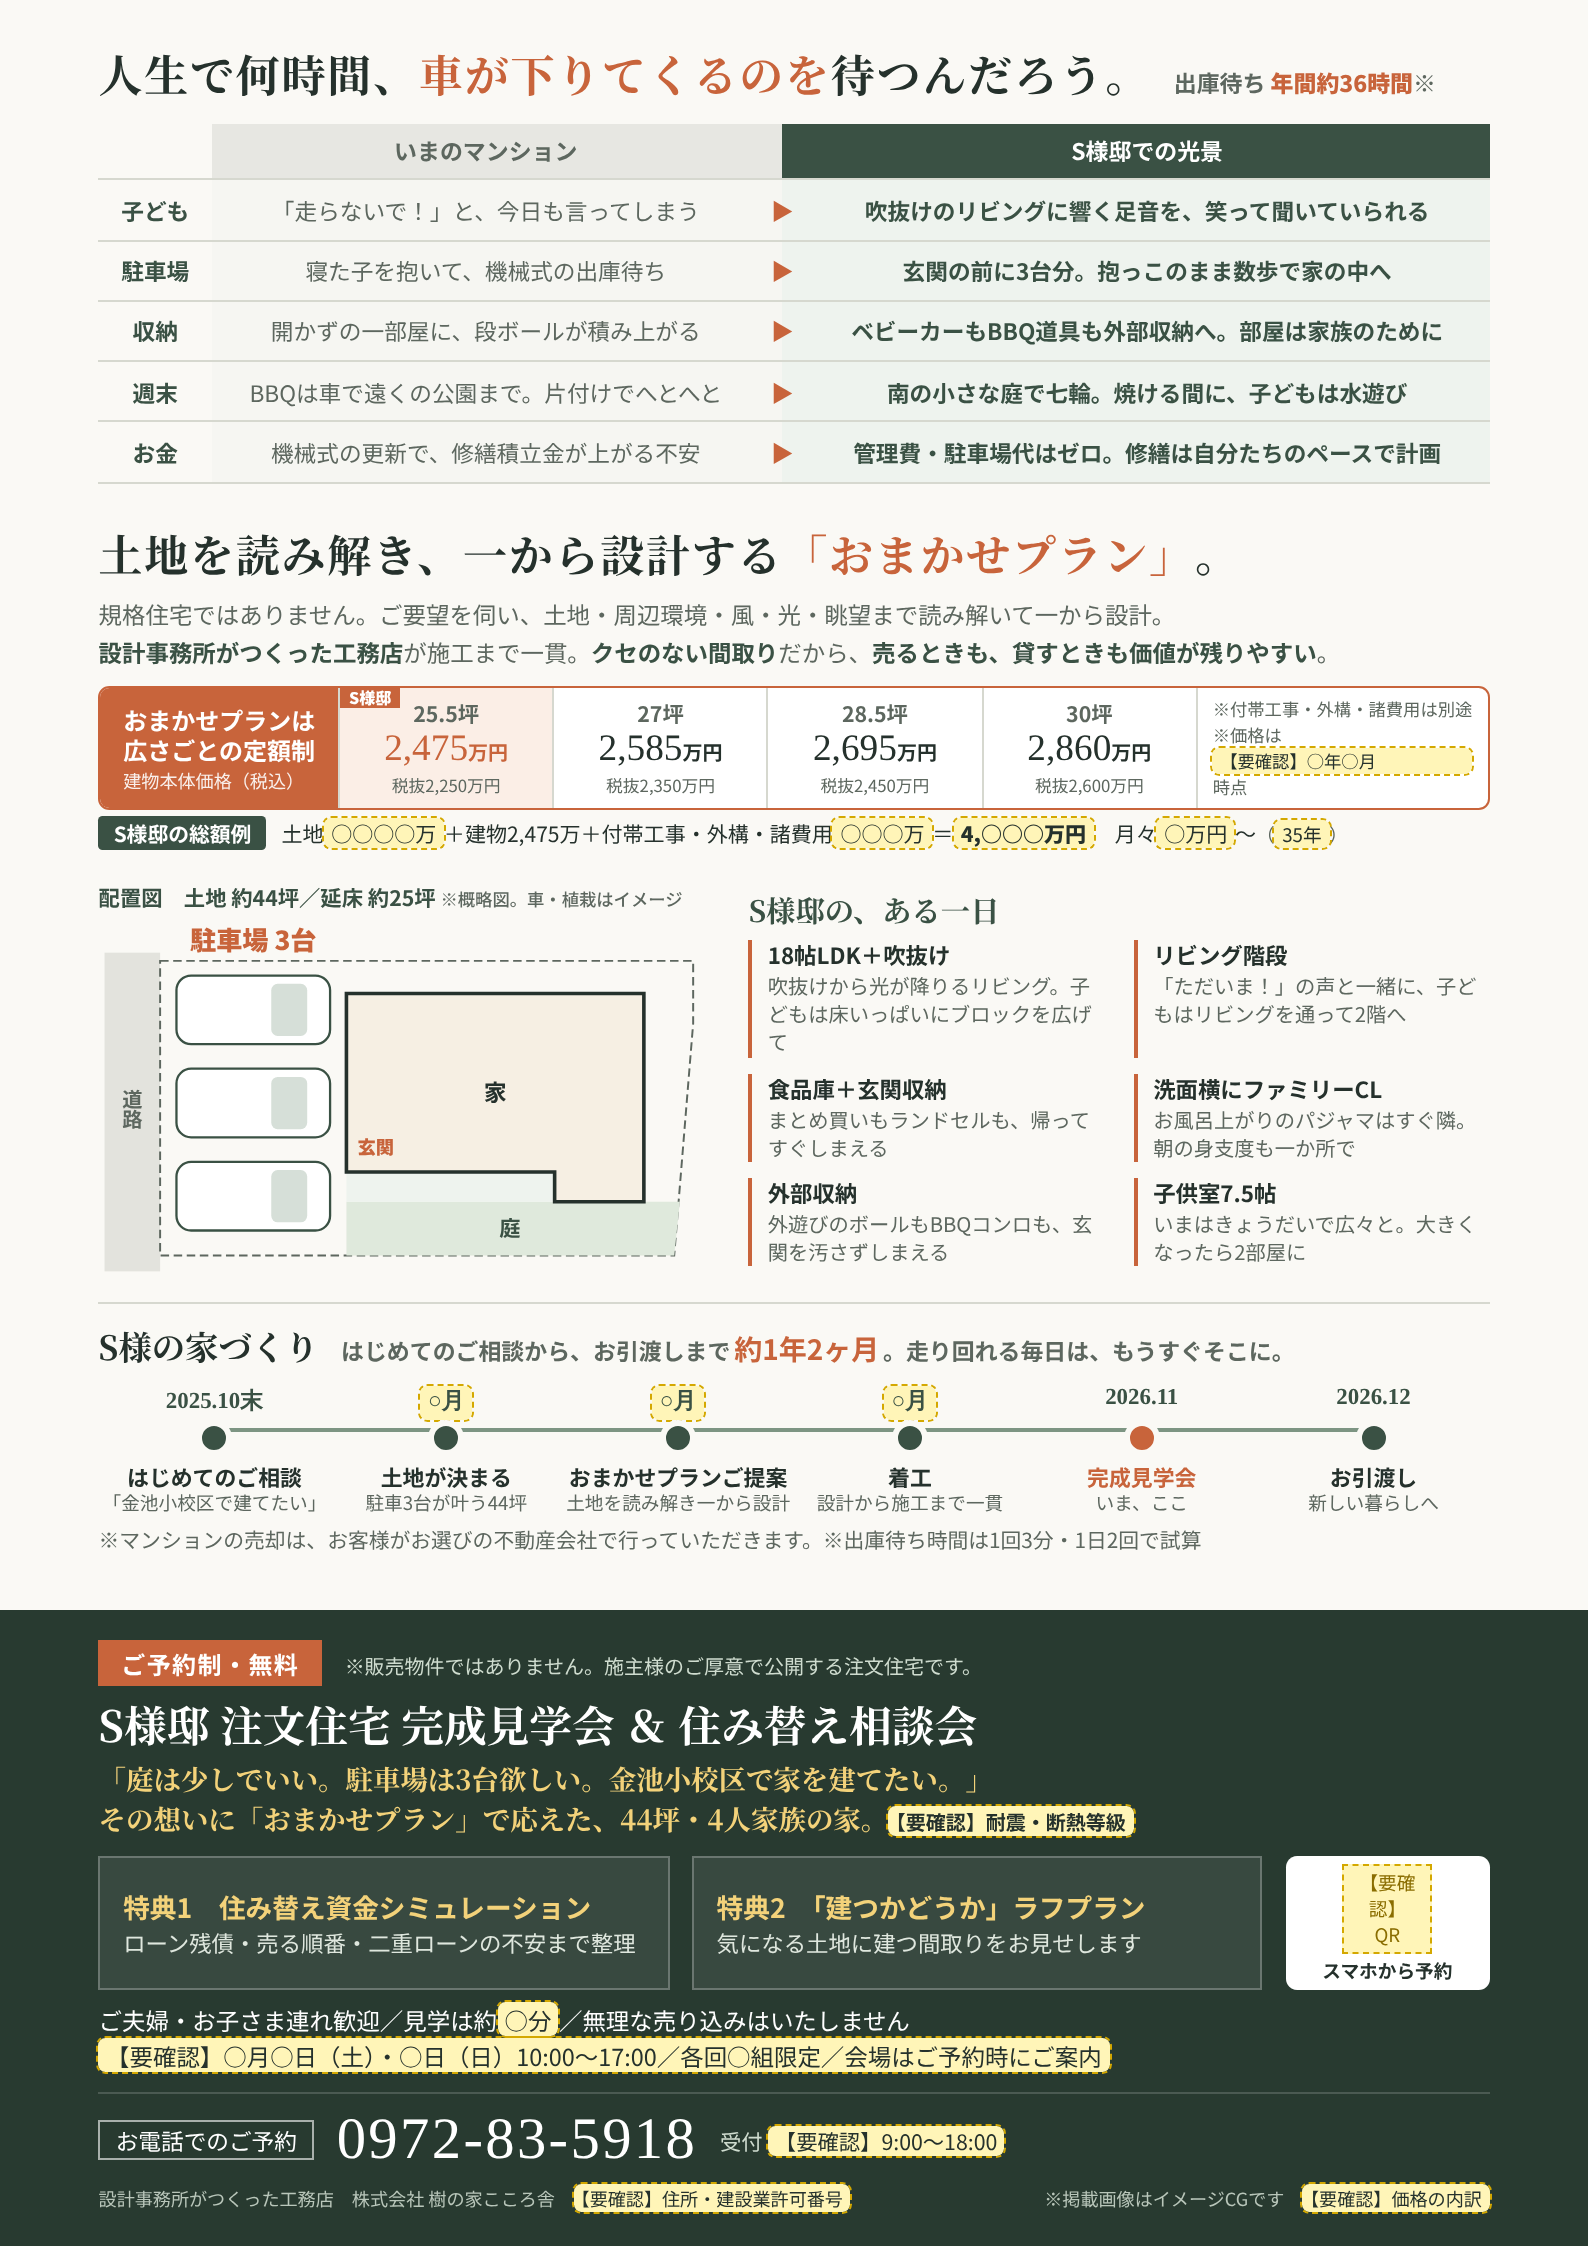 人生で何時間、車が下りてくるのを待つんだろう。 出庫待ち 年間約36時間※
いまのマンション S様邸での光景
子ども 「走らないで！」と、今日も言ってしまう ▶ 吹抜けのリビングに響く足音を、笑って聞いていられる
駐車場 寝た子を抱いて、機械式の出庫待ち ▶ 玄関の前に3台分。抱っこのまま数歩で家の中へ
収納 開かずの一部屋に、段ボールが積み上がる ▶ ベビーカーもBBQ道具も外部収納へ。部屋は家族のために
週末 BBQは車で遠くの公園まで。片付けでへとへと ▶ 南の小さな庭で七輪。焼ける間に、子どもは水遊び
お金 機械式の更新で、修繕積立金が上がる不安 ▶ 管理費・駐車場代はゼロ。修繕は自分たちのペースで計画
土地を読み解き、一から設計する「おまかせプラン」。
規格住宅ではありません。ご要望を伺い、土地・周辺環境・風・光・眺望まで読み解いて一から設計。
設計事務所がつくった工務店が施工まで一貫。クセのない間取りだから、売るときも、貸すときも価値が残りやすい。
おまかせプランは
広さごとの定額制
建物本体価格（税込）
S様邸
25.5坪
2,475万円
税抜2,250万円
27坪
2,585万円
税抜2,350万円
28.5坪
2,695万円
税抜2,450万円
30坪
2,860万円
税抜2,600万円
※付帯工事・外構・諸費用は別途
※価格は
【要確認】○年○月
時点
S様邸の総額例 土地〇〇〇〇万＋建物2,475万＋付帯工事・外構・諸費用〇〇〇万＝4,〇〇〇万円 月々〇万円〜（35年）
配置図 土地 約44坪／延床 約25坪 ※概略図。車・植栽はイメージ
駐車場 3台
道路
家
玄関
庭
S様邸の、ある一日
18帖LDK＋吹抜け
吹抜けから光が降りるリビング。子
どもは床いっぱいにブロックを広げ
て
リビング階段
「ただいま！」の声と一緒に、子ど
もはリビングを通って2階へ
食品庫＋玄関収納
まとめ買いもランドセルも、帰って
すぐしまえる
洗面横にファミリーCL
お風呂上がりのパジャマはすぐ隣。
朝の身支度も一か所で
外部収納
外遊びのボールもBBQコンロも、玄
関を汚さずしまえる
子供室7.5帖
いまはきょうだいで広々と。大きく
なったら2部屋に
S様の家づくり はじめてのご相談から、お引渡しまで約1年2ヶ月。走り回れる毎日は、もうすぐそこに。
2025.10末 ○月 ○月 ○月 2026.11 2026.12
はじめてのご相談 土地が決まる おまかせプランご提案 着工 完成見学会 お引渡し
「金池小校区で建てたい」 駐車3台が叶う44坪 土地を読み解き一から設計 設計から施工まで一貫 いま、ここ 新しい暮らしへ
※マンションの売却は、お客様がお選びの不動産会社で行っていただきます。※出庫待ち時間は1回3分・1日2回で試算
ご予約制・無料 ※販売物件ではありません。施主様のご厚意で公開する注文住宅です。
S様邸 注文住宅 完成見学会 & 住み替え相談会
「庭は少しでいい。駐車場は3台欲しい。金池小校区で家を建てたい。」
その想いに「おまかせプラン」で応えた、44坪・4人家族の家。【要確認】耐震・断熱等級
特典1 住み替え資金シミュレーション
ローン残債・売る順番・二重ローンの不安まで整理
特典2 「建つかどうか」ラフプラン
気になる土地に建つ間取りをお見せします
【要確
認】
QR
スマホから予約
ご夫婦・お子さま連れ歓迎／見学は約〇分／無理な売り込みはいたしません
【要確認】〇月〇日（土）・〇日（日）10:00〜17:00／各回〇組限定／会場はご予約時にご案内
お電話でのご予約 0972-83-5918 受付【要確認】9:00〜18:00
設計事務所がつくった工務店 株式会社 樹の家こころ舎 【要確認】住所・建設業許可番号 ※掲載画像はイメージCGです 【要確認】価格の内訳